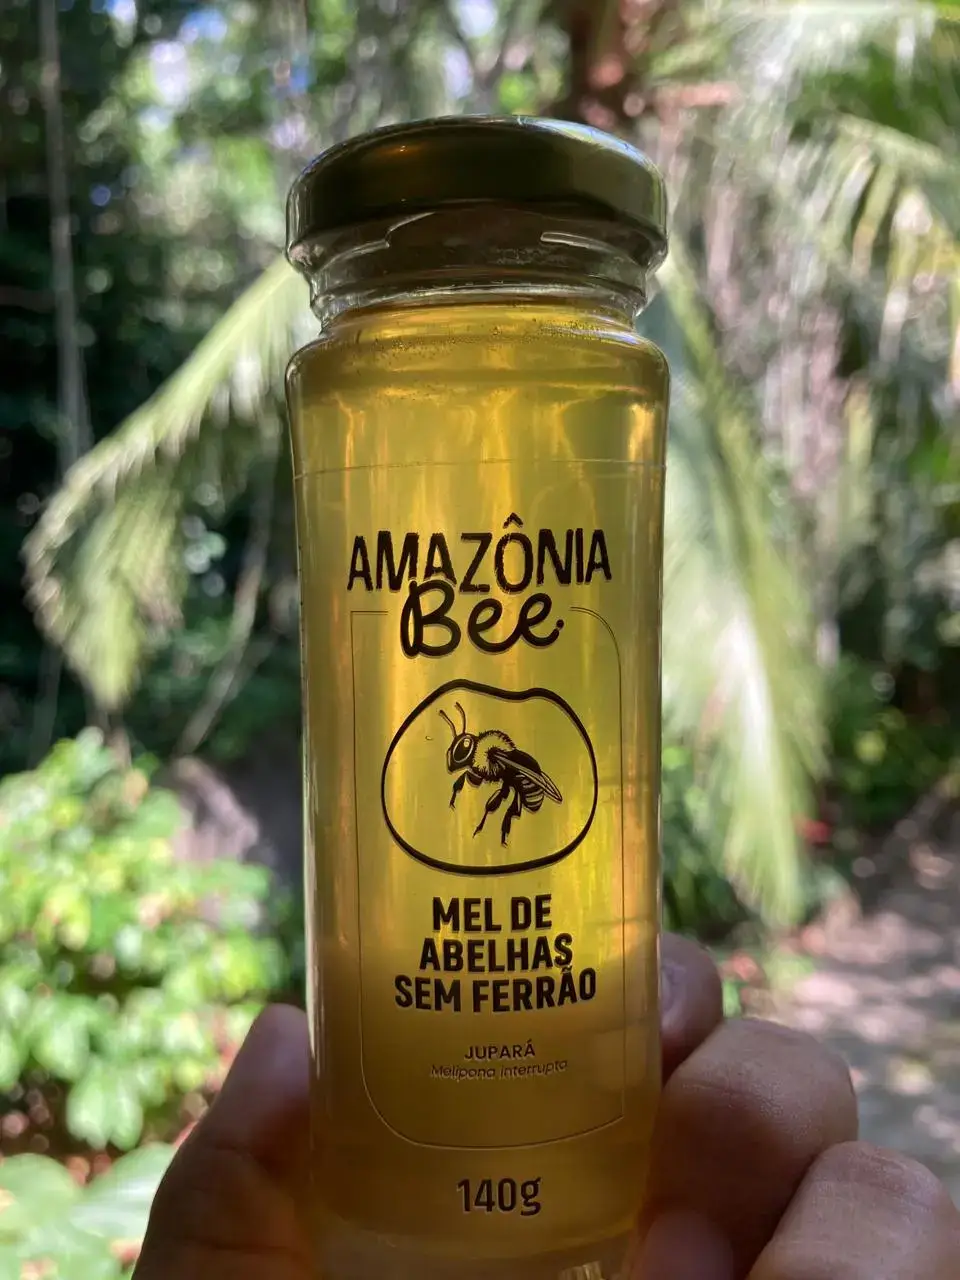 AMAZÔNIA
Bee
MEL DE
ABELHAS
SEM FERRÃO
JUPARÁ
Melipona interrupta
140g